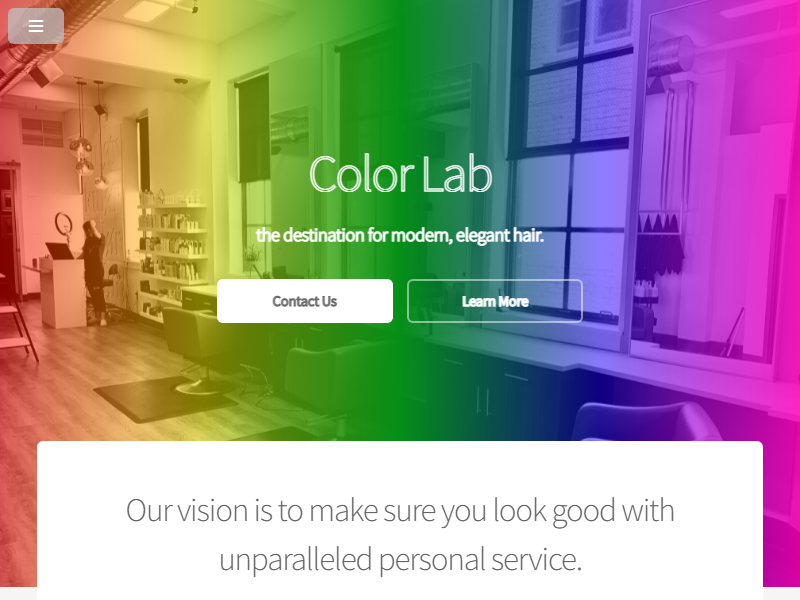 Color Lab
the destination for modern, elegant hair.
Contact Us
Learn More
Our vision is to make sure you look good with
unparalleled personal service.